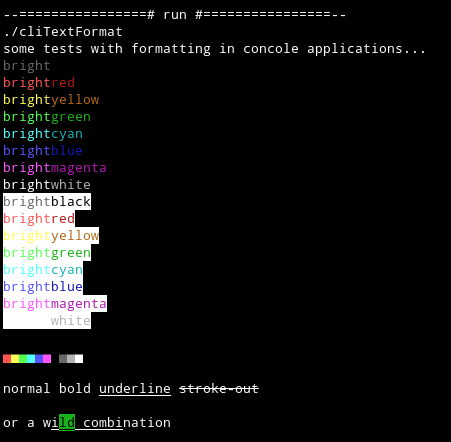 --================# run #================--
./cliTextFormat
some tests with formatting in concole applications...
bright
brightred
brightyellow
brightgreen
brightcyan
brightblue
brightmagenta
brightwhite
brightblack
brightred
brightyellow
brightgreen
brightcyan
brightblue
brightmagenta
white
normal bold underline stroke-out
or a wild combination